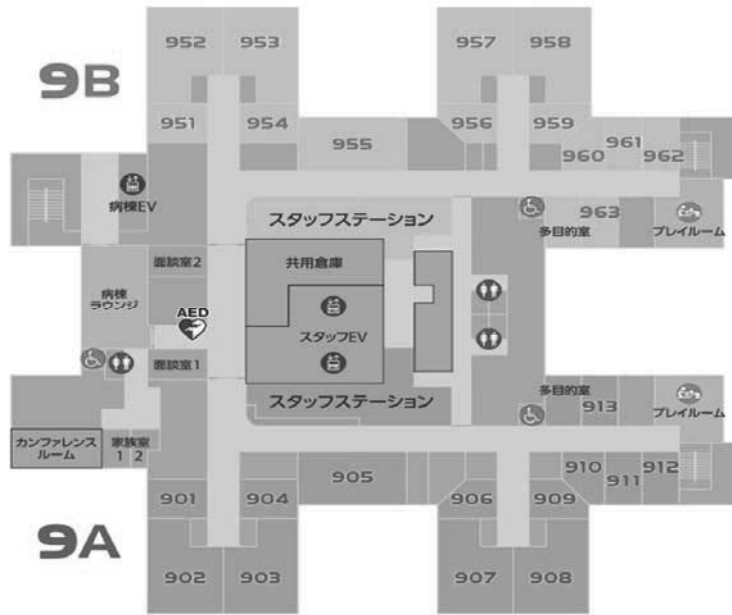 952 953 957 958
9B
951 954 956 959
955 961
960 962
病棟EV
スタッフステーション 963
多目的室 プレイルーム
面談室2 共用倉庫
病棟
ラウンジ
AED
スタッフEV
面談室1
多目的室 913
スタッフステーション プレイルーム
カンファレンス
ルーム
家族室
1 2
905 910 912
911
901 904 906 909
9A
902 903 907 908